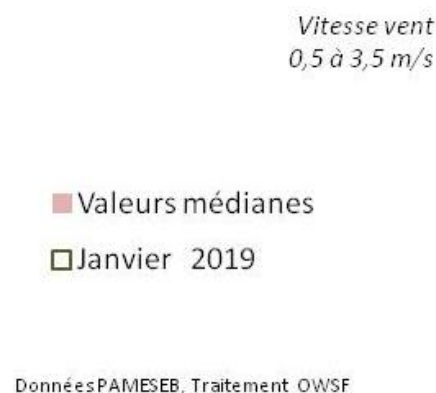 Vitesse vent
0,5 à 3,5 m/s
Valeurs médianes
Janvier 2019
Données PAMESEB, Traitement OWSF